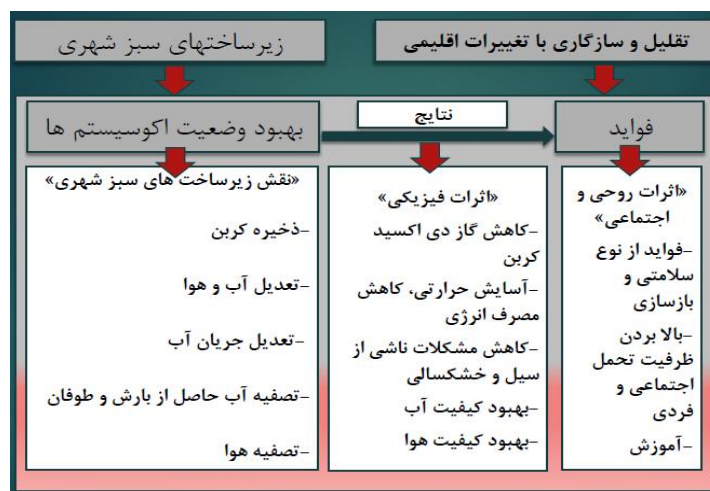 تقلیل و سازگاری با تغییرات اقلیمی
زیرساختهای سبز شهری
فواید
نتایج
بهبود وضعیت اکوسیستم ها
«اثرات روحی و
اجتماعی»
-فواید از نوع
سلامتی و
بازسازی
-بالا بردن
ظرفیت تحمل
اجتماعی و
فردی
-آموزش
«اثرات فیزیکی»
-کاهش گاز دی اکسید
کربن
-آسایش حرارتی، کاهش
مصرف انرژی
-کاهش مشکلات ناشی از
سیل و خشکسالی
-بهبود کیفیت آب
-بهبود کیفیت هوا
«نقش زیرساخت های سبز شهری»
-ذخیره کربن
-تعدیل آب و هوا
-تعدیل جریان آب
-تصفیه آب حاصل از بارش و طوفان
-تصفیه هوا